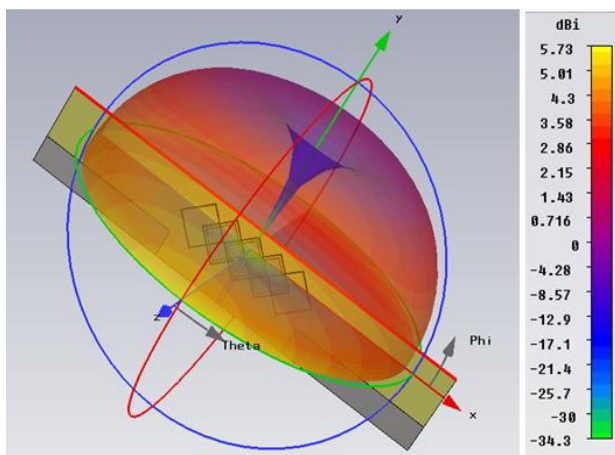 y
z
Theta
Phi
x
dBi
5.73
5.01
4.3
3.58
2.86
2.15
1.43
0.716
0
-4.28
-8.57
-12.9
-17.1
-21.4
-25.7
-30
-34.3